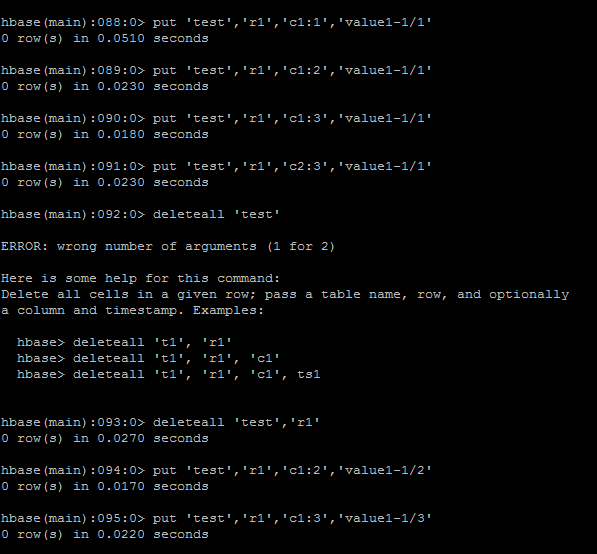 hbase(main):088:0> put 'test','r1','c1:1','value1-1/1'
0 row(s) in 0.0510 seconds
hbase(main):089:0> put 'test','r1','c1:2','value1-1/1'
0 row(s) in 0.0230 seconds
hbase(main):090:0> put 'test','r1','c1:3','value1-1/1'
0 row(s) in 0.0180 seconds
hbase(main):091:0> put 'test','r1','c2:3','value1-1/1'
0 row(s) in 0.0230 seconds
hbase(main):092:0> deleteall 'test'
ERROR: wrong number of arguments (1 for 2)
Here is some help for this command:
Delete all cells in a given row; pass a table name, row, and optionally
a column and timestamp. Examples:
hbase> deleteall 't1', 'r1'
hbase> deleteall 't1', 'r1', 'c1'
hbase> deleteall 't1', 'r1', 'c1', ts1
hbase(main):093:0> deleteall 'test','r1'
0 row(s) in 0.0270 seconds
hbase(main):094:0> put 'test','r1','c1:2','value1-1/2'
0 row(s) in 0.0170 seconds
hbase(main):095:0> put 'test','r1','c1:3','value1-1/3'
0 row(s) in 0.0220 seconds